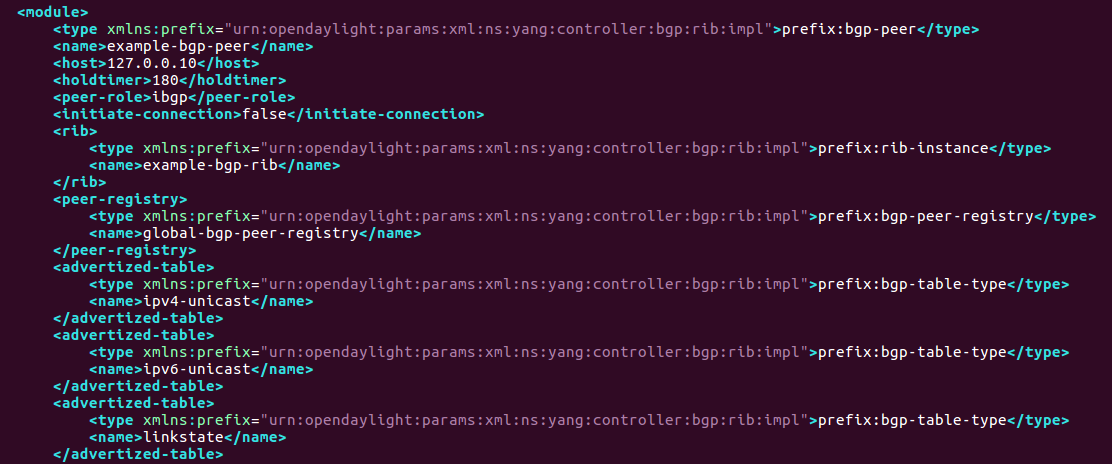 <module>
<type xmlns:prefix="urn:opendaylight:params:xml:ns:yang:controller:bgp:rib:impl">prefix:bgp-peer</type>
<name>example-bgp-peer</name>
<host>127.0.0.10</host>
<holdtimer>180</holdtimer>
<peer-role>ibgp</peer-role>
<initiate-connection>false</initiate-connection>
<rib>
<type xmlns:prefix="urn:opendaylight:params:xml:ns:yang:controller:bgp:rib:impl">prefix:rib-instance</type>
<name>example-bgp-rib</name>
</rib>
<peer-registry>
<type xmlns:prefix="urn:opendaylight:params:xml:ns:yang:controller:bgp:rib:impl">prefix:bgp-peer-registry</type>
<name>global-bgp-peer-registry</name>
</peer-registry>
<advertized-table>
<type xmlns:prefix="urn:opendaylight:params:xml:ns:yang:controller:bgp:rib:impl">prefix:bgp-table-type</type>
<name>ipv4-unicast</name>
</advertized-table>
<advertized-table>
<type xmlns:prefix="urn:opendaylight:params:xml:ns:yang:controller:bgp:rib:impl">prefix:bgp-table-type</type>
<name>ipv6-unicast</name>
</advertized-table>
<advertized-table>
<type xmlns:prefix="urn:opendaylight:params:xml:ns:yang:controller:bgp:rib:impl">prefix:bgp-table-type</type>
<name>linkstate</name>
</advertized-table>